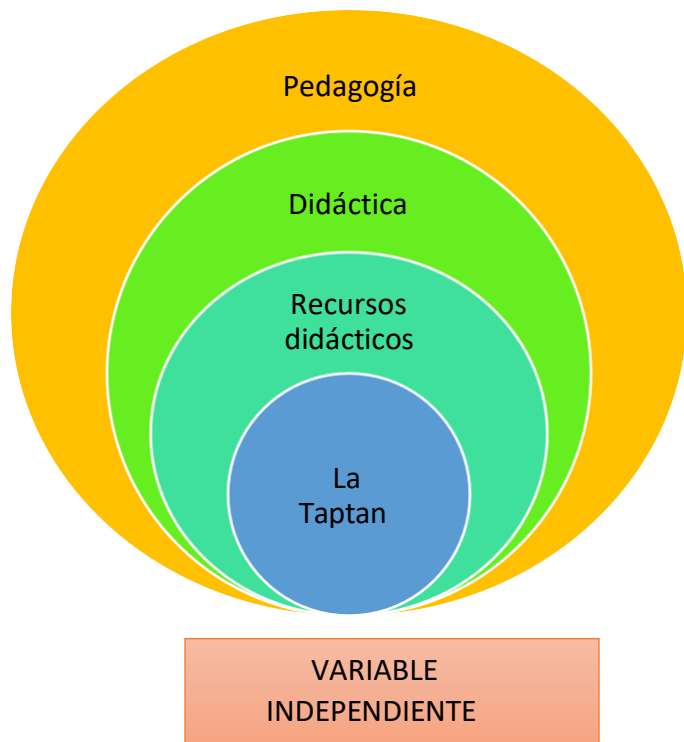 Pedagogía
Didáctica
Recursos
didácticos
La
Taptan
VARIABLE
INDEPENDIENTE